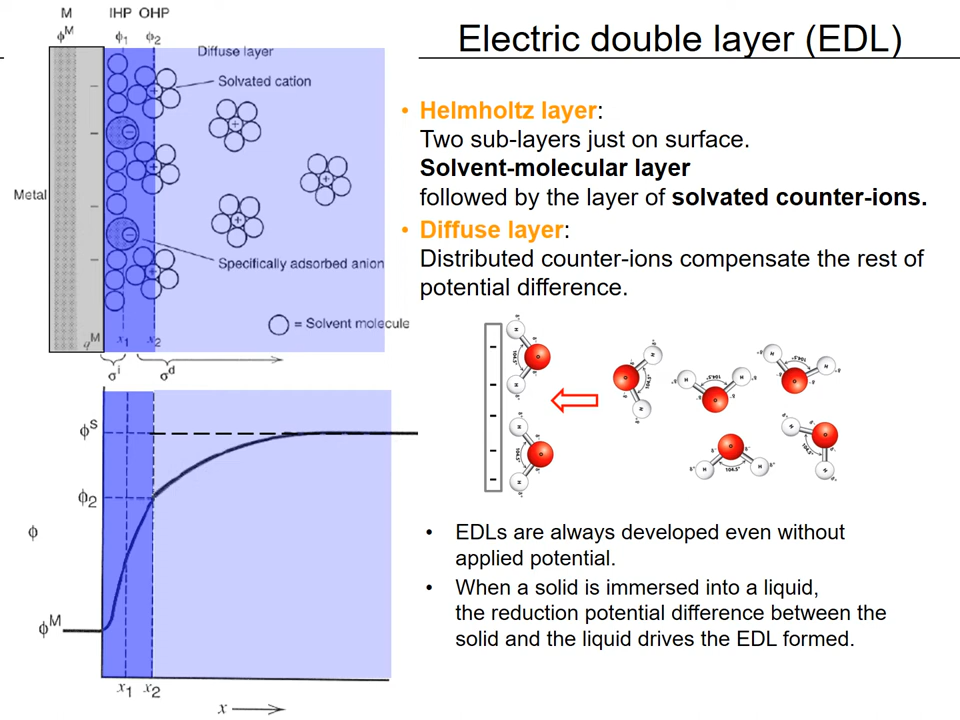 Electric double layer (EDL)
M IHP OHP
ϕᴹ ϕ₁ ϕ₂
Diffuse layer
Solvated cation
Metal
Specifically adsorbed anion
= Solvent molecule
qᴹ x₁ x₂
σⁱ σᵈ
ϕˢ
ϕ₂
ϕ
ϕᴹ
x₁ x₂
x
• Helmholtz layer:
Two sub-layers just on surface.
Solvent-molecular layer
followed by the layer of solvated counter-ions.
• Diffuse layer:
Distributed counter-ions compensate the rest of
potential difference.
104.5°
• EDLs are always developed even without
applied potential.
• When a solid is immersed into a liquid,
the reduction potential difference between the
solid and the liquid drives the EDL formed.